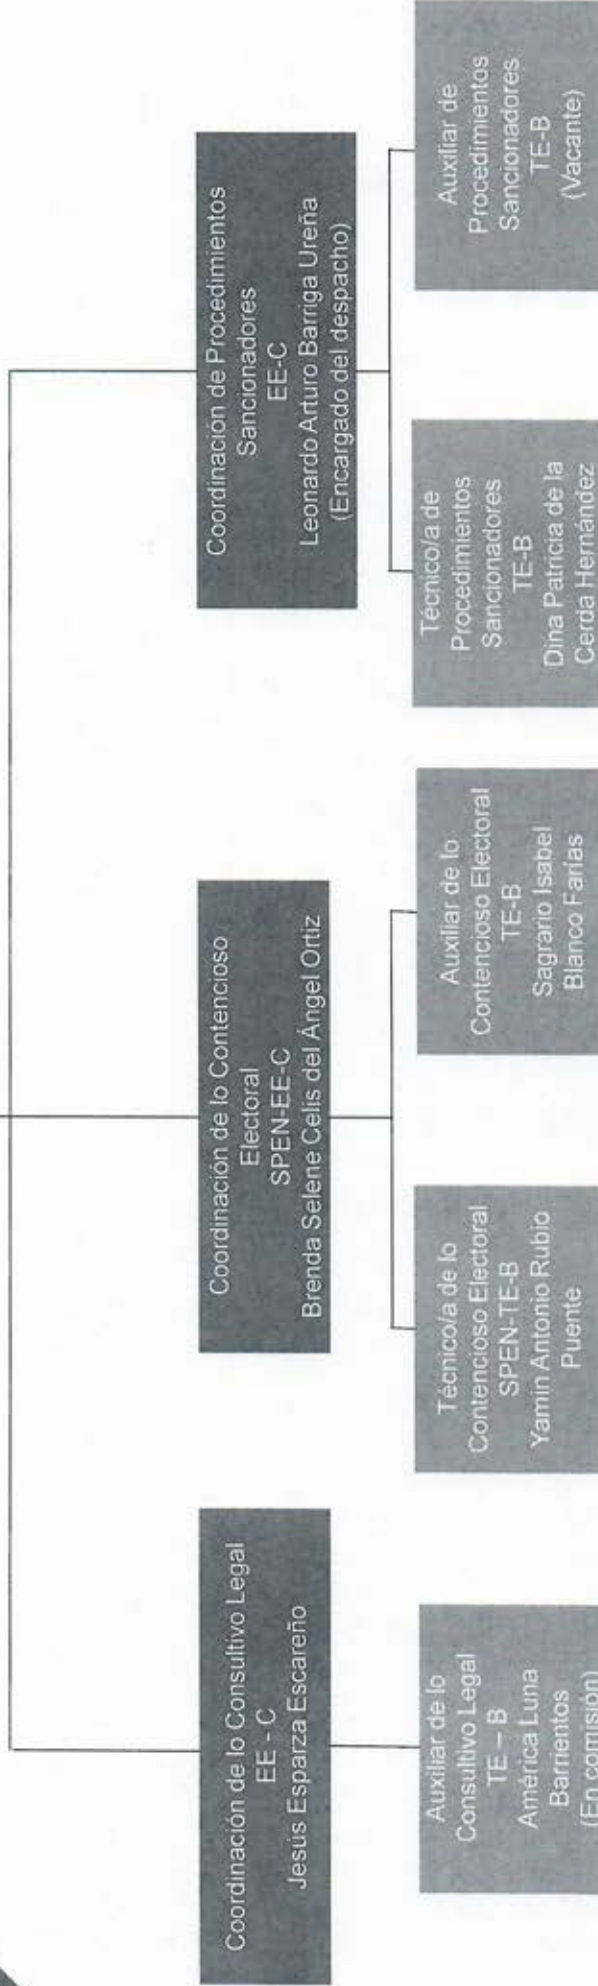 Coordinación de lo Consultivo Legal
EE - C
Jesús Esparza Escareño
Auxiliar de lo
Consultivo Legal
TE – B
América Luna
Barrientos
(En comisión)
Coordinación de lo Contencioso
Electoral
SPEN-EE-C
Brenda Selene Celis del Ángel Ortiz
Técnico/a de lo
Contencioso Electoral
SPEN-TE-B
Yamin Antonio Rubio
Puente
Auxiliar de lo
Contencioso Electoral
TE-B
Sagrario Isabel
Blanco Farías
Coordinación de Procedimientos
Sancionadores
EE-C
Leonardo Arturo Barriga Ureña
(Encargado del despacho)
Técnico/a de
Procedimientos
Sancionadores
TE-B
Dina Patricia de la
Cerda Hernández
Auxiliar de
Procedimientos
Sancionadores
TE-B
(Vacante)